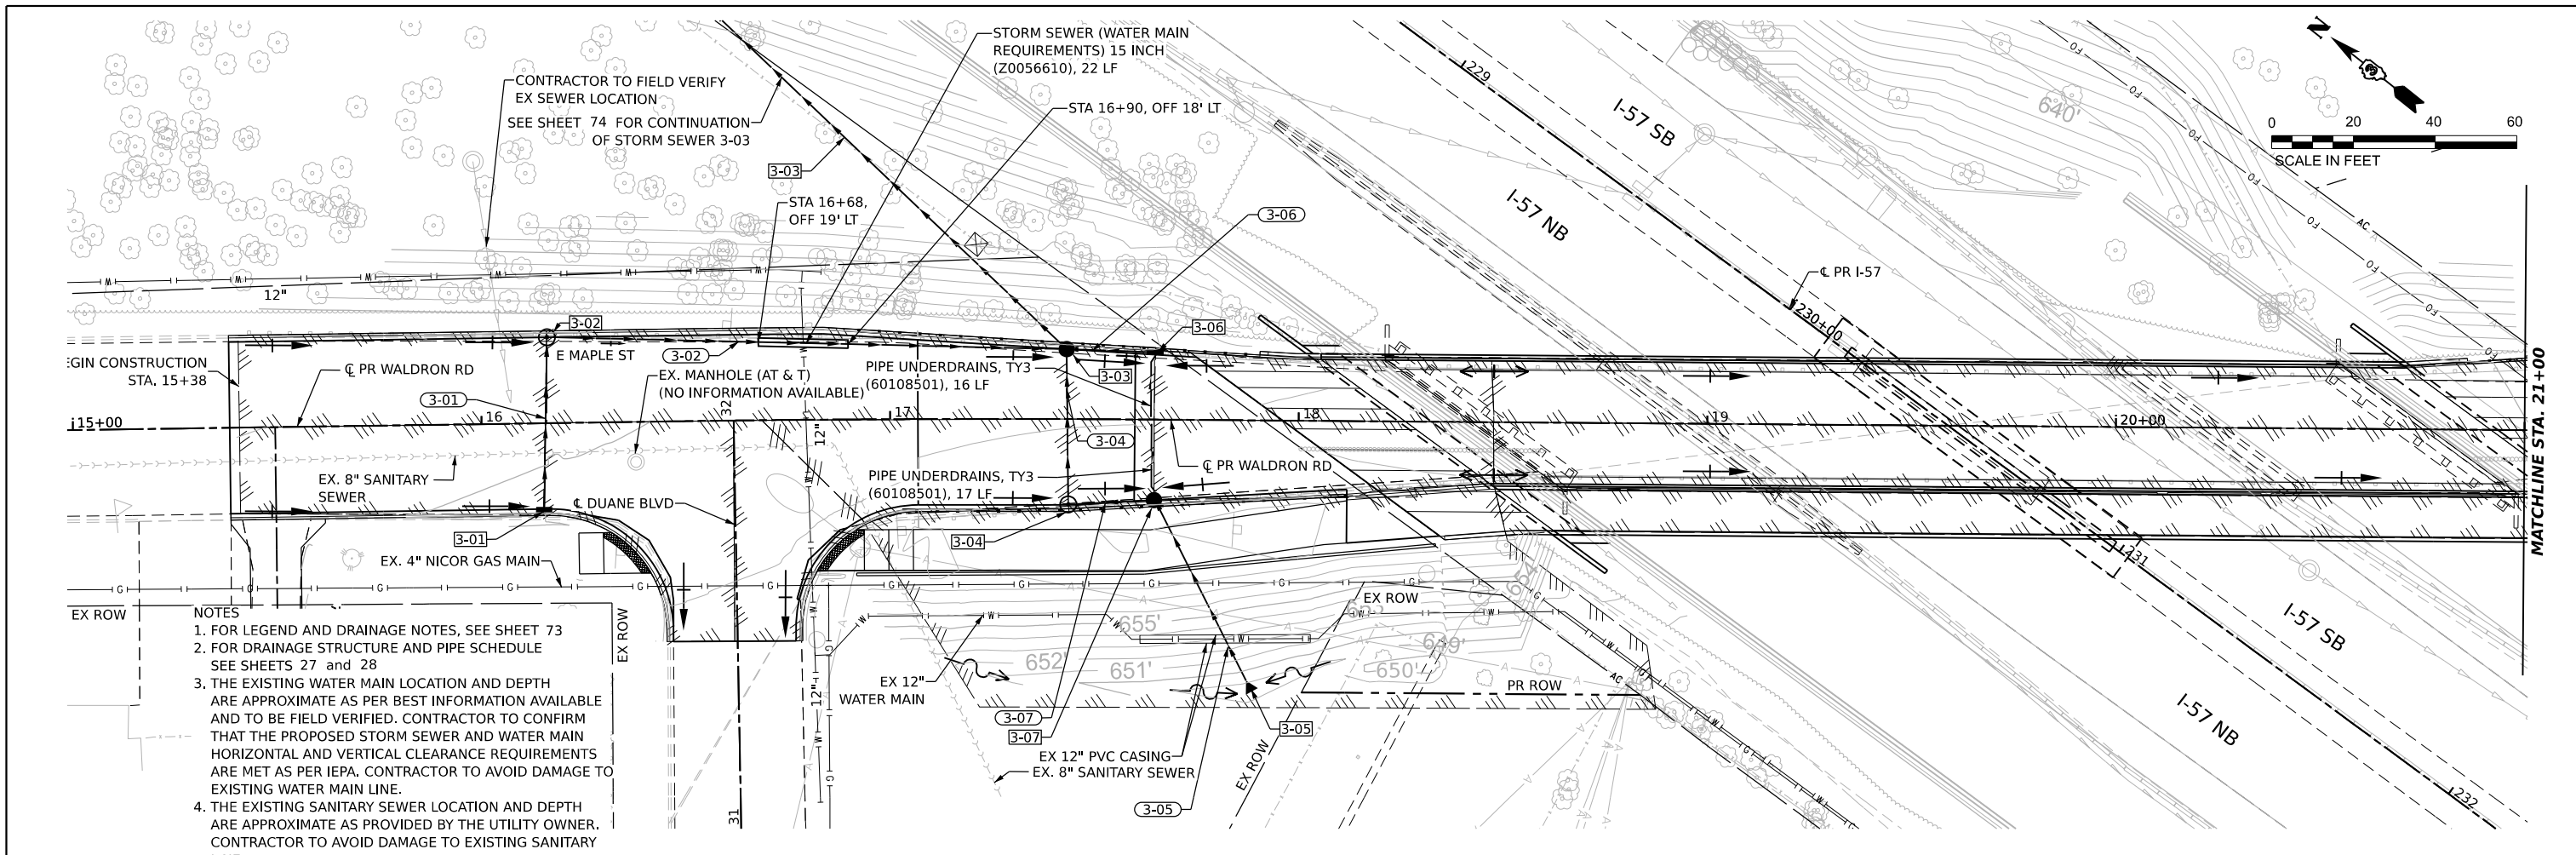 STORM SEWER (WATER MAIN
REQUIREMENTS) 15 INCH
(Z0056610), 22 LF
CONTRACTOR TO FIELD VERIFY
EX SEWER LOCATION
SEE SHEET 74 FOR CONTINUATION
OF STORM SEWER 3-03
STA 16+90, OFF 18' LT
3-03
STA 16+68,
OFF 19' LT
3-06
229
I-57 SB
I-57 NB
640'
N
0 20 40 60
SCALE IN FEET
FO
FO
FO
FO
FO
FO
FO
FO
AC
℄ PR I-57
230+00
12"
3-02
E MAPLE ST
3-02
3-06
3-03
EGIN CONSTRUCTION
STA. 15+38
℄ PR WALDRON RD
EX. MANHOLE (AT & T)
(NO INFORMATION AVAILABLE)
PIPE UNDERDRAINS, TY3
(60108501), 16 LF
3-01
15+00
16
32
12"
17
18
19
20+00
3-04
MATCHLINE STA. 21+00
℄ PR WALDRON RD
PIPE UNDERDRAINS, TY3
(60108501), 17 LF
EX. 8" SANITARY
SEWER
℄ DUANE BLVD
3-01
3-04
EX. 4" NICOR GAS MAIN
231
I-57 SB
I-57 NB
232
EX ROW
EX ROW
EX ROW
654'
653'
655'
652'
651'
649'
650'
PR ROW
AC
EX 12"
WATER MAIN
12"
3-07
3-07
3-05
EX 12" PVC CASING
EX. 8" SANITARY SEWER
EX ROW
3-05
31
NOTES
1. FOR LEGEND AND DRAINAGE NOTES, SEE SHEET 73
2. FOR DRAINAGE STRUCTURE AND PIPE SCHEDULE
SEE SHEETS 27 and 28
3. THE EXISTING WATER MAIN LOCATION AND DEPTH
ARE APPROXIMATE AS PER BEST INFORMATION AVAILABLE
AND TO BE FIELD VERIFIED. CONTRACTOR TO CONFIRM
THAT THE PROPOSED STORM SEWER AND WATER MAIN
HORIZONTAL AND VERTICAL CLEARANCE REQUIREMENTS
ARE MET AS PER IEPA. CONTRACTOR TO AVOID DAMAGE TO
EXISTING WATER MAIN LINE.
4. THE EXISTING SANITARY SEWER LOCATION AND DEPTH
ARE APPROXIMATE AS PROVIDED BY THE UTILITY OWNER.
CONTRACTOR TO AVOID DAMAGE TO EXISTING SANITARY